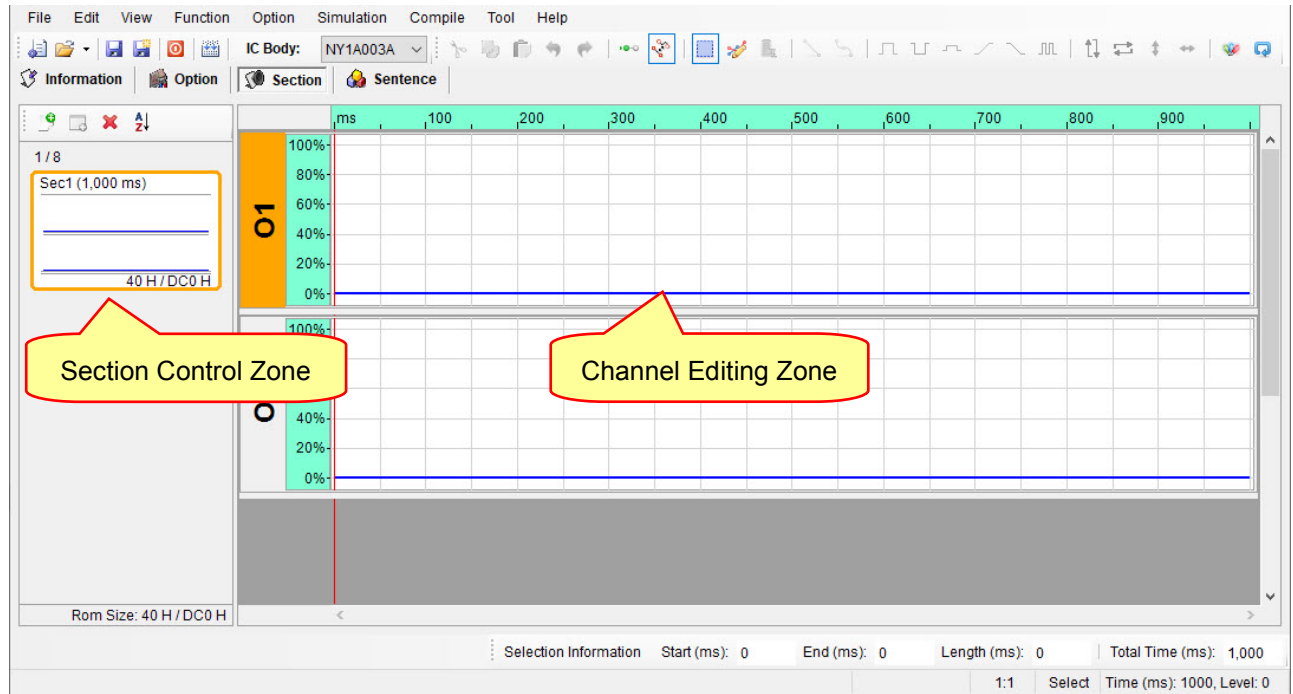 File Edit View Function Option Simulation Compile Tool Help
IC Body: NY1A003A
Information Option Section Sentence
ms ,100 ,200 ,300 ,400 ,500 ,600 ,700 ,800 ,900
1 / 8
Sec1 (1,000 ms)
40 H / DC0 H
O1
100%
80%
60%
40%
20%
0%
100%
40%
20%
0%
Section Control Zone
Channel Editing Zone
Rom Size: 40 H / DC0 H
Selection Information Start (ms): 0 End (ms): 0 Length (ms): 0 Total Time (ms): 1,000
1:1 Select Time (ms): 1000, Level: 0